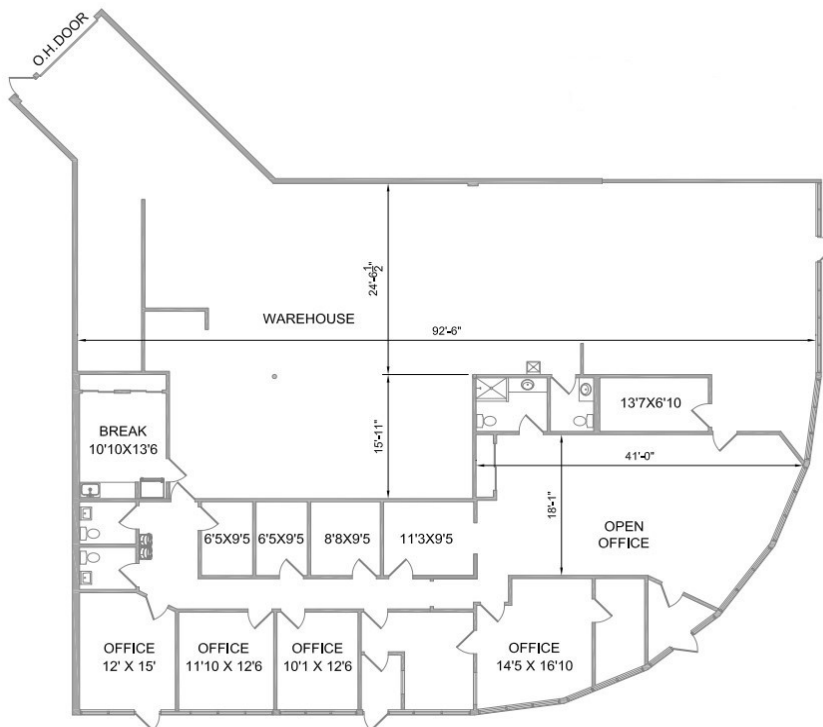 O.H. DOOR
24'-6½"
WAREHOUSE
92'-6"
13'7X6'10
BREAK
10'10X13'6
15'-11"
41'-0"
18'-1"
OPEN
OFFICE
6'5X9'5
6'5X9'5
8'8X9'5
11'3X9'5
OFFICE
12' X 15'
OFFICE
11'10 X 12'6
OFFICE
10'1 X 12'6
OFFICE
14'5 X 16'10